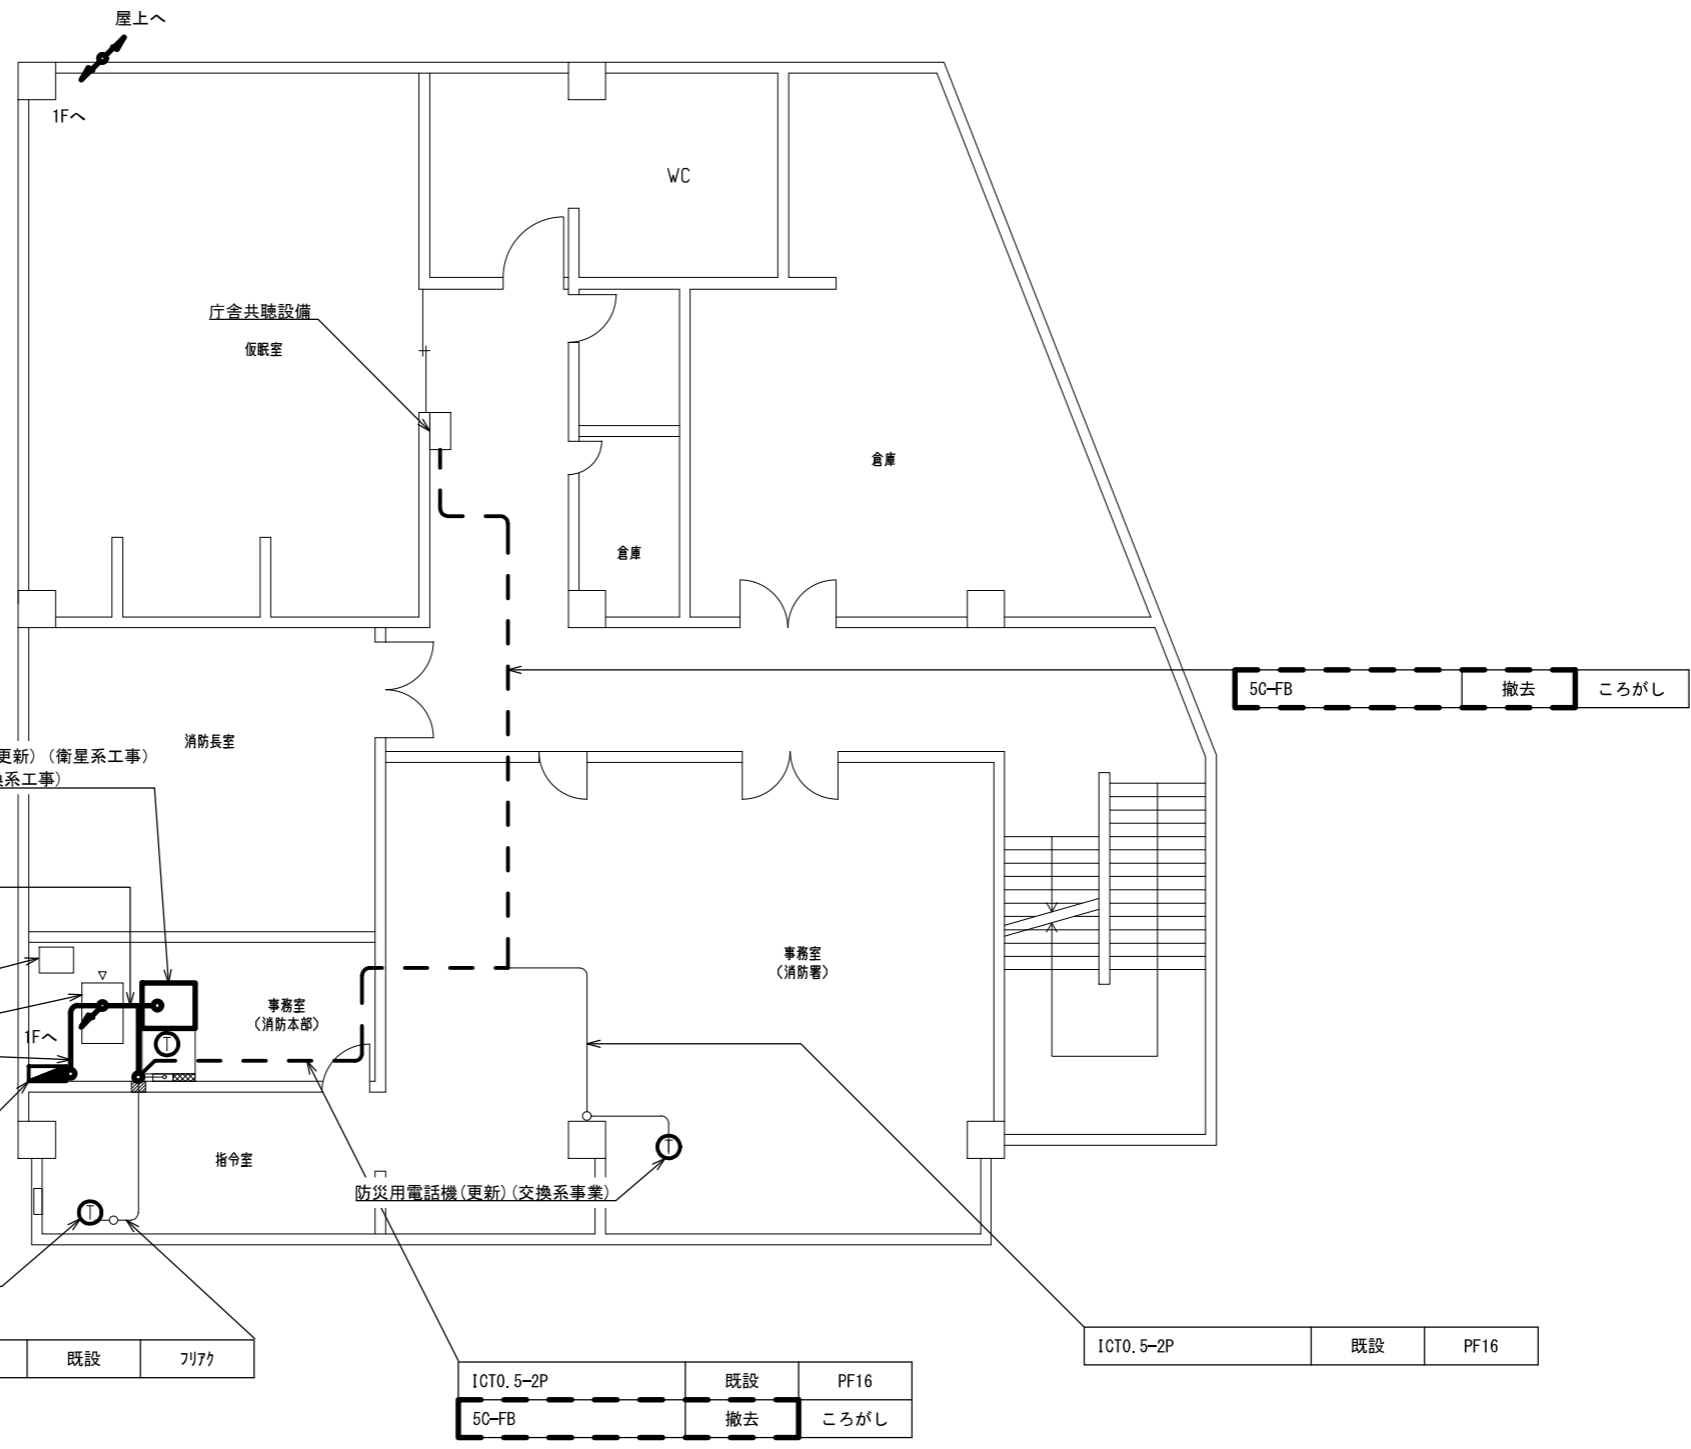 屋上へ
1Fへ
WC
庁舎共聴設備
仮眠室
倉庫
倉庫
5C-FB 撤去 ころがし
消防長室
更新)(衛星系工事)
系工事)
事務室
(消防署)
事務室
(消防本部)
1Fへ
T
指令室
T
防災用電話機(更新)(交換系事業)
T
既設 フリアク
ICT0.5-2P 既設 PF16
ICT0.5-2P 既設 PF16
5C-FB 撤去 ころがし